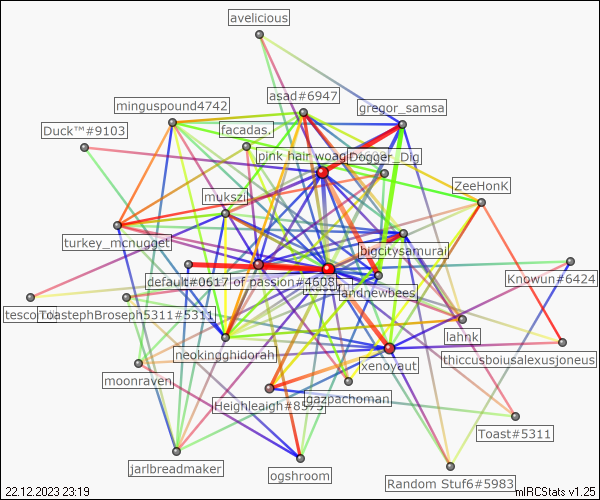 avelicious
asad#6947
gregor_samsa
minguspound4742
Duck™#9103
facadas.
pink hair woag
Dogger_Dig
ZeeHonK
mukszi
turkey_mcnugget
bigcitysamurai
default#0617
of passion#4608
landnewbees
Knowun#6424
ToastephBroseph5311#5311
lahnk
neokingghidorah
thiccusboiusalexusjoneus
xenoyaut
moonraven
Heighleaigh#8575
gazpachoman
Toast#5311
jarlbreadmaker
ogshroom
Random Stuf6#5983
22.12.2023 23:19
mIRCStats v1.25